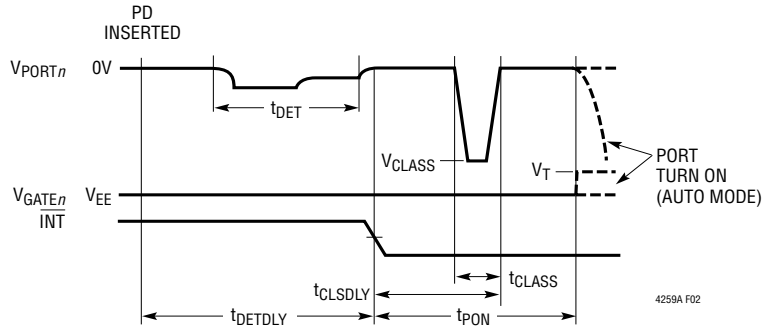 PD
INSERTED
VPORTn 0V
tDET
VCLASS
VT
PORT
TURN ON
(AUTO MODE)
VGATEn VEE
INT
tCLSDLY
tCLASS
tDETDLY
tPON
4259A F02